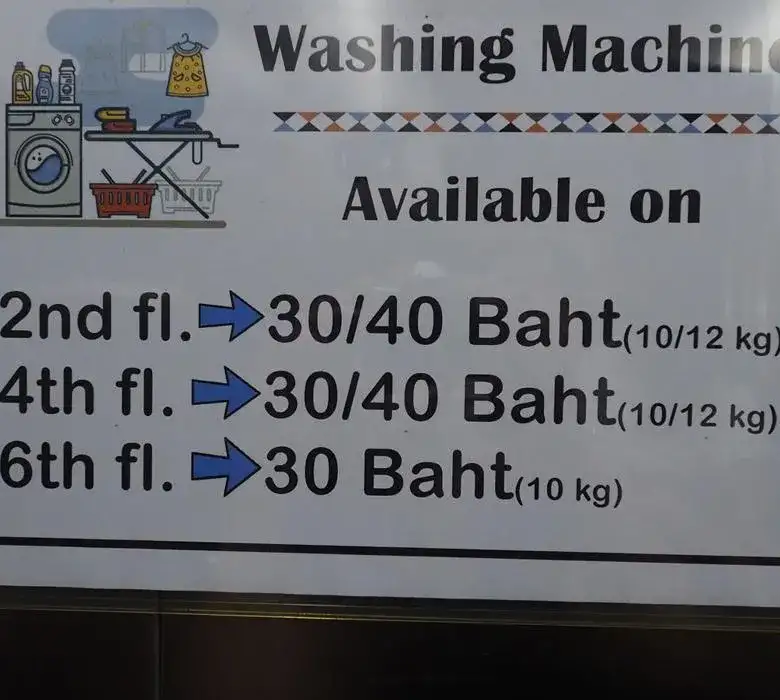 Washing Machine
Available on
2nd fl. 30/40 Baht(10/12 kg)
4th fl. 30/40 Baht(10/12 kg)
6th fl. 30 Baht(10 kg)